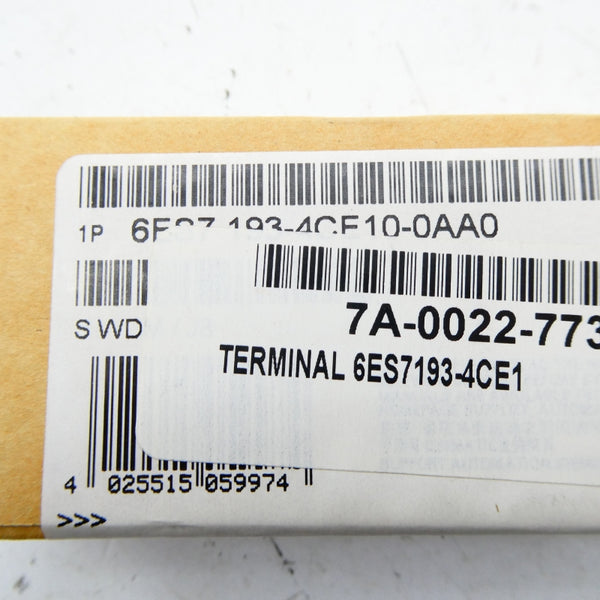 1P 6ES7 193-4CE10-0AA0
7A-0022-773
S WD
TERMINAL 6ES7193-4CE1
4 025515 059974
>>>